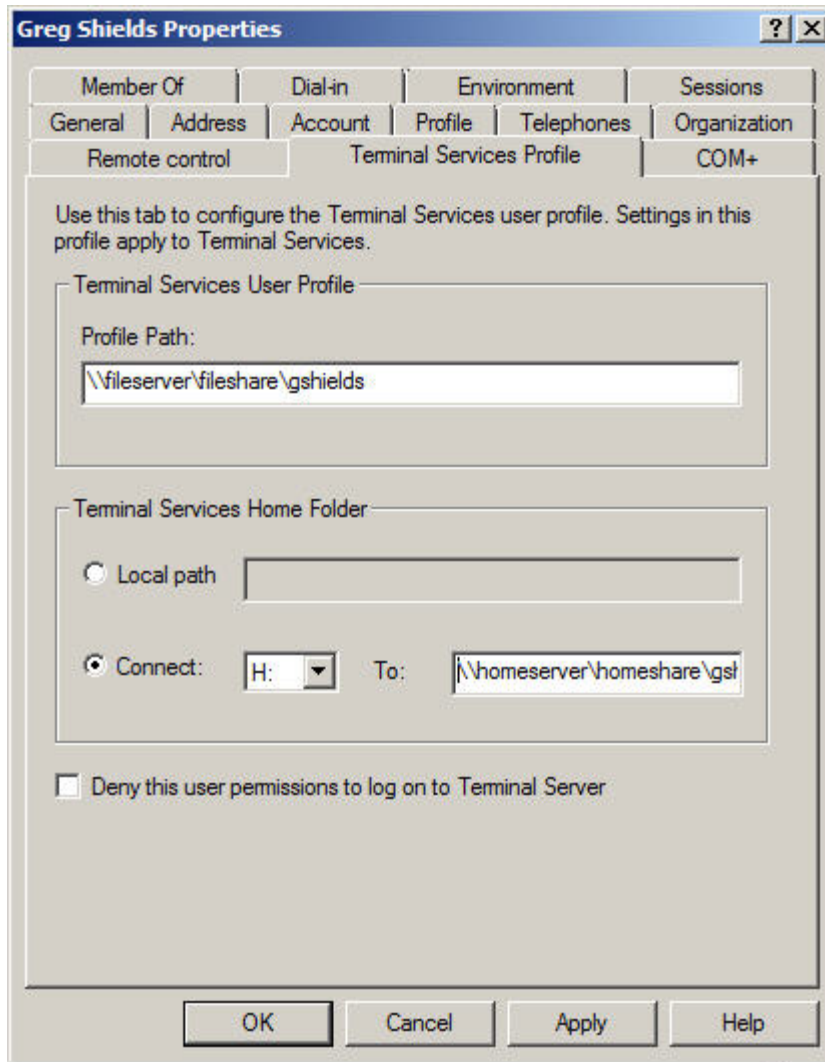 Greg Shields Properties
Member Of Dial-in Environment Sessions
General Address Account Profile Telephones Organization
Remote control Terminal Services Profile COM+
Use this tab to configure the Terminal Services user profile. Settings in this
profile apply to Terminal Services.
Terminal Services User Profile
Profile Path:
\\fileserver\fileshare\gshields
Terminal Services Home Folder
Local path
Connect: H: To: \\homeserver\homeshare\gsh
Deny this user permissions to log on to Terminal Server
OK Cancel Apply Help